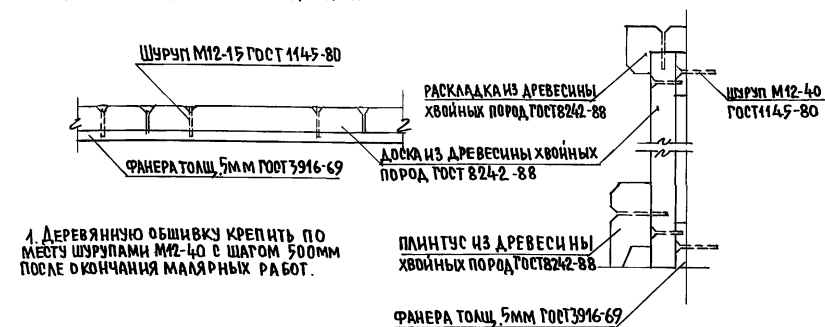 ШУРУП М12-15 ГОСТ 1145-80
ФАНЕРА ТОЛЩ. 5ММ ГОСТ 3916-69
1. ДЕРЕВЯННУЮ ОБШИВКУ КРЕПИТЬ ПО
МЕСТУ ШУРУПАМИ М12-40 С ШАГОМ 500ММ
ПОСЛЕ ОКОНЧАНИЯ МАЛЯРНЫХ РАБОТ.
РАСКЛАДКА ИЗ ДРЕВЕСИНЫ
ХВОЙНЫХ ПОРОД ГОСТ 8242-88
ШУРУП М12-40
ГОСТ 1145-80
ДОСКА ИЗ ДРЕВЕСИНЫ ХВОЙНЫХ
ПОРОД ГОСТ 8242-88
ПЛИНТУС ИЗ ДРЕВЕСИНЫ
ХВОЙНЫХ ПОРОД ГОСТ 8242-88
ФАНЕРА ТОЛЩ. 5ММ ГОСТ 3916-69